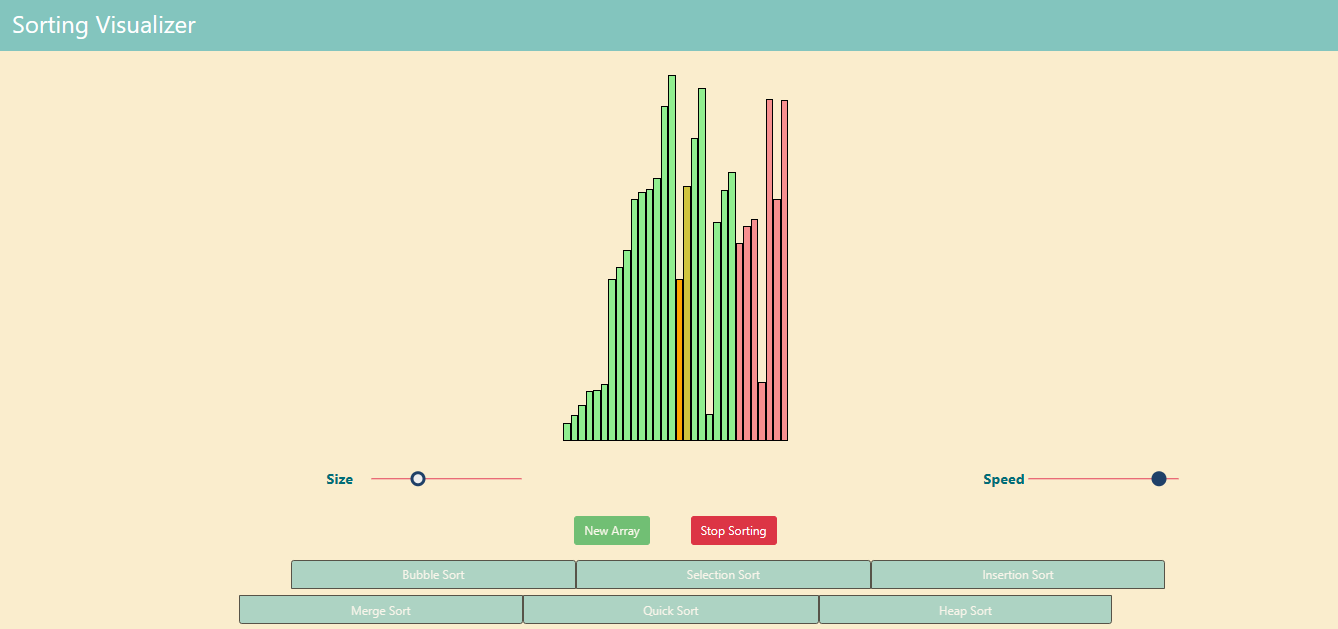 Sorting Visualizer
Size
Speed
New Array
Stop Sorting
Bubble Sort
Selection Sort
Insertion Sort
Merge Sort
Quick Sort
Heap Sort